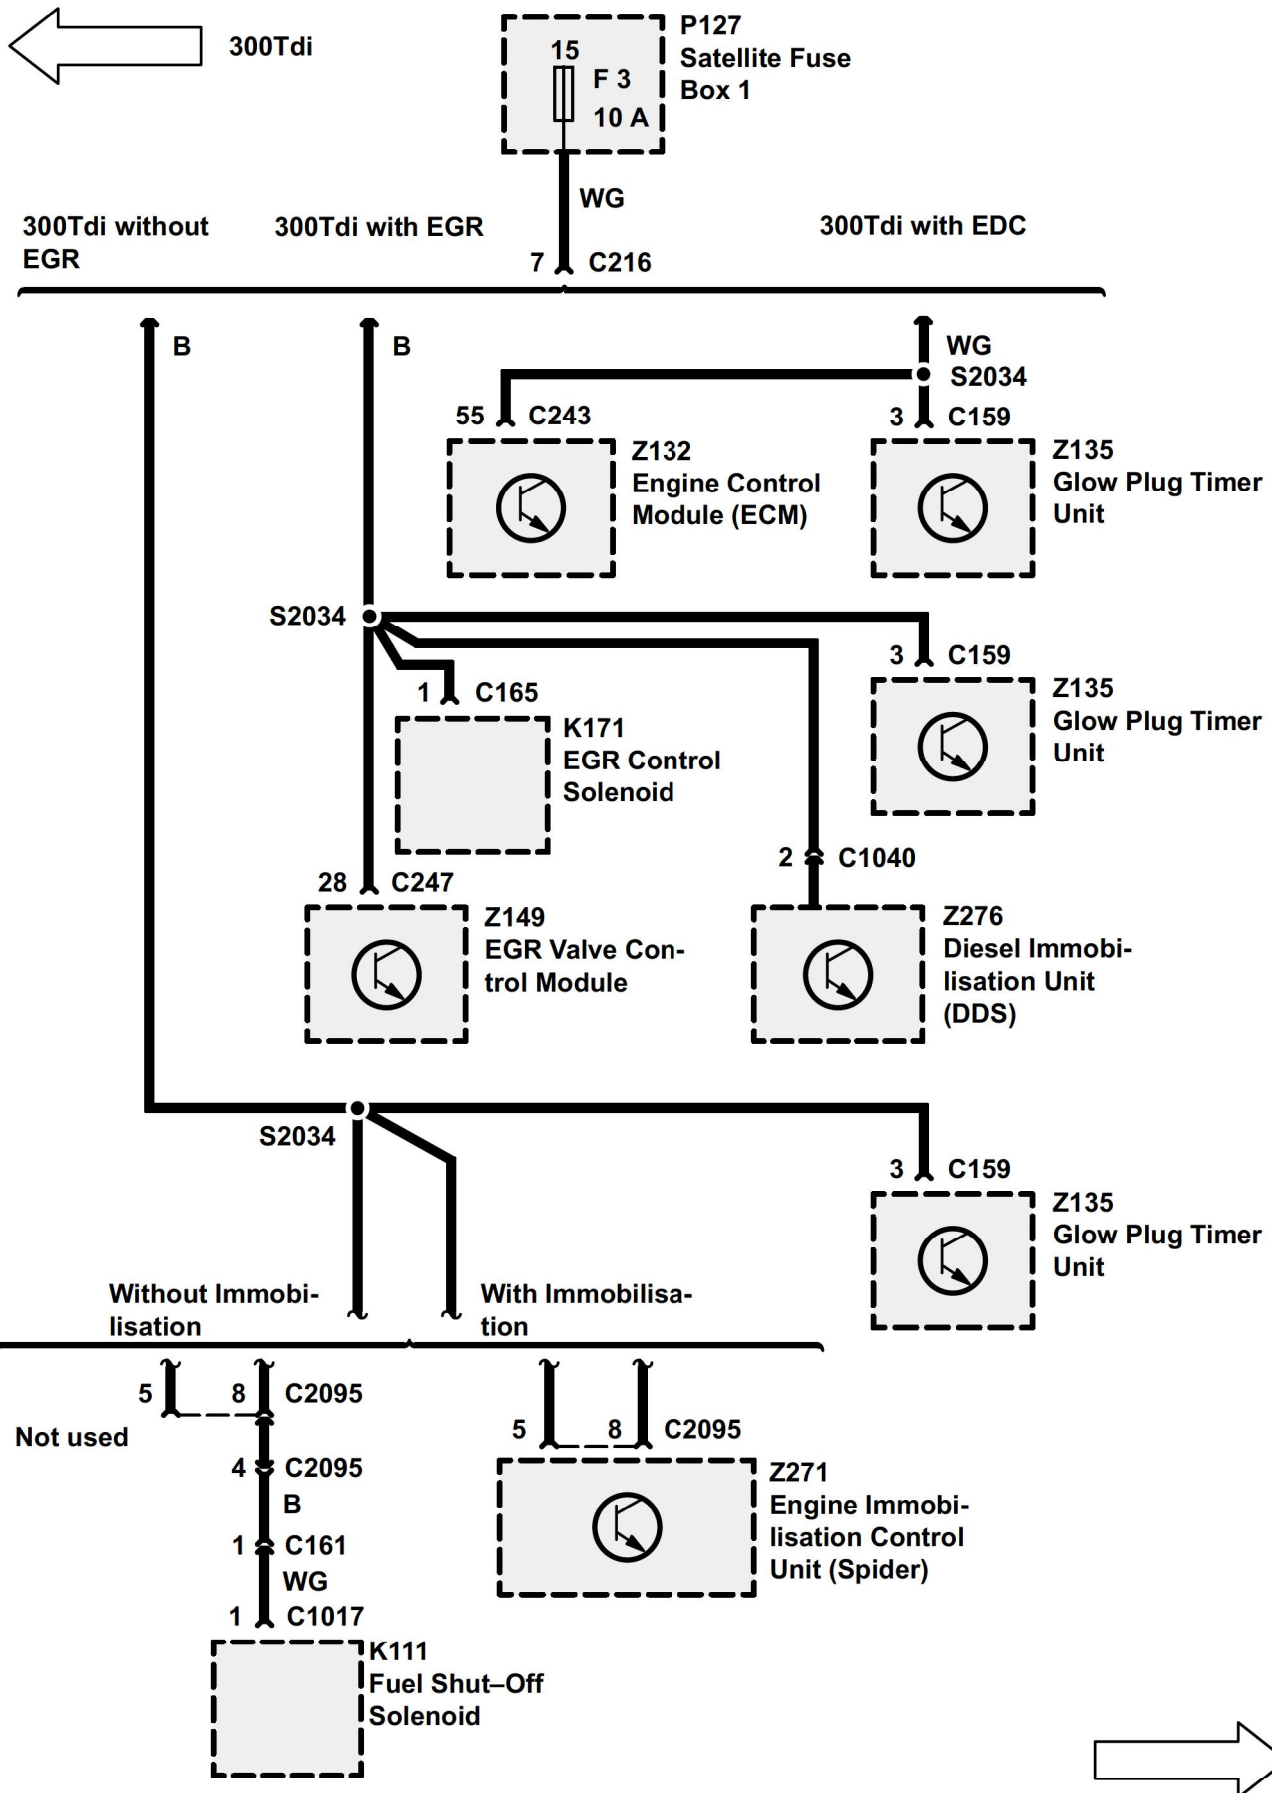 300Tdi
P127
Satellite Fuse
Box 1
15
F 3
10 A
WG
300Tdi without
EGR
300Tdi with EGR
300Tdi with EDC
7 C216
B
B
WG
S2034
55 C243
3 C159
Z132
Engine Control
Module (ECM)
Z135
Glow Plug Timer
Unit
S2034
3 C159
1 C165
K171
EGR Control
Solenoid
Z135
Glow Plug Timer
Unit
2 C1040
28 C247
Z149
EGR Valve Con-
trol Module
Z276
Diesel Immobi-
lisation Unit
(DDS)
S2034
3 C159
Z135
Glow Plug Timer
Unit
Without Immobi-
lisation
With Immobilisa-
tion
5 8 C2095
Not used
4 C2095
B
1 C161
WG
1 C1017
K111
Fuel Shut–Off
Solenoid
5 8 C2095
Z271
Engine Immobi-
lisation Control
Unit (Spider)